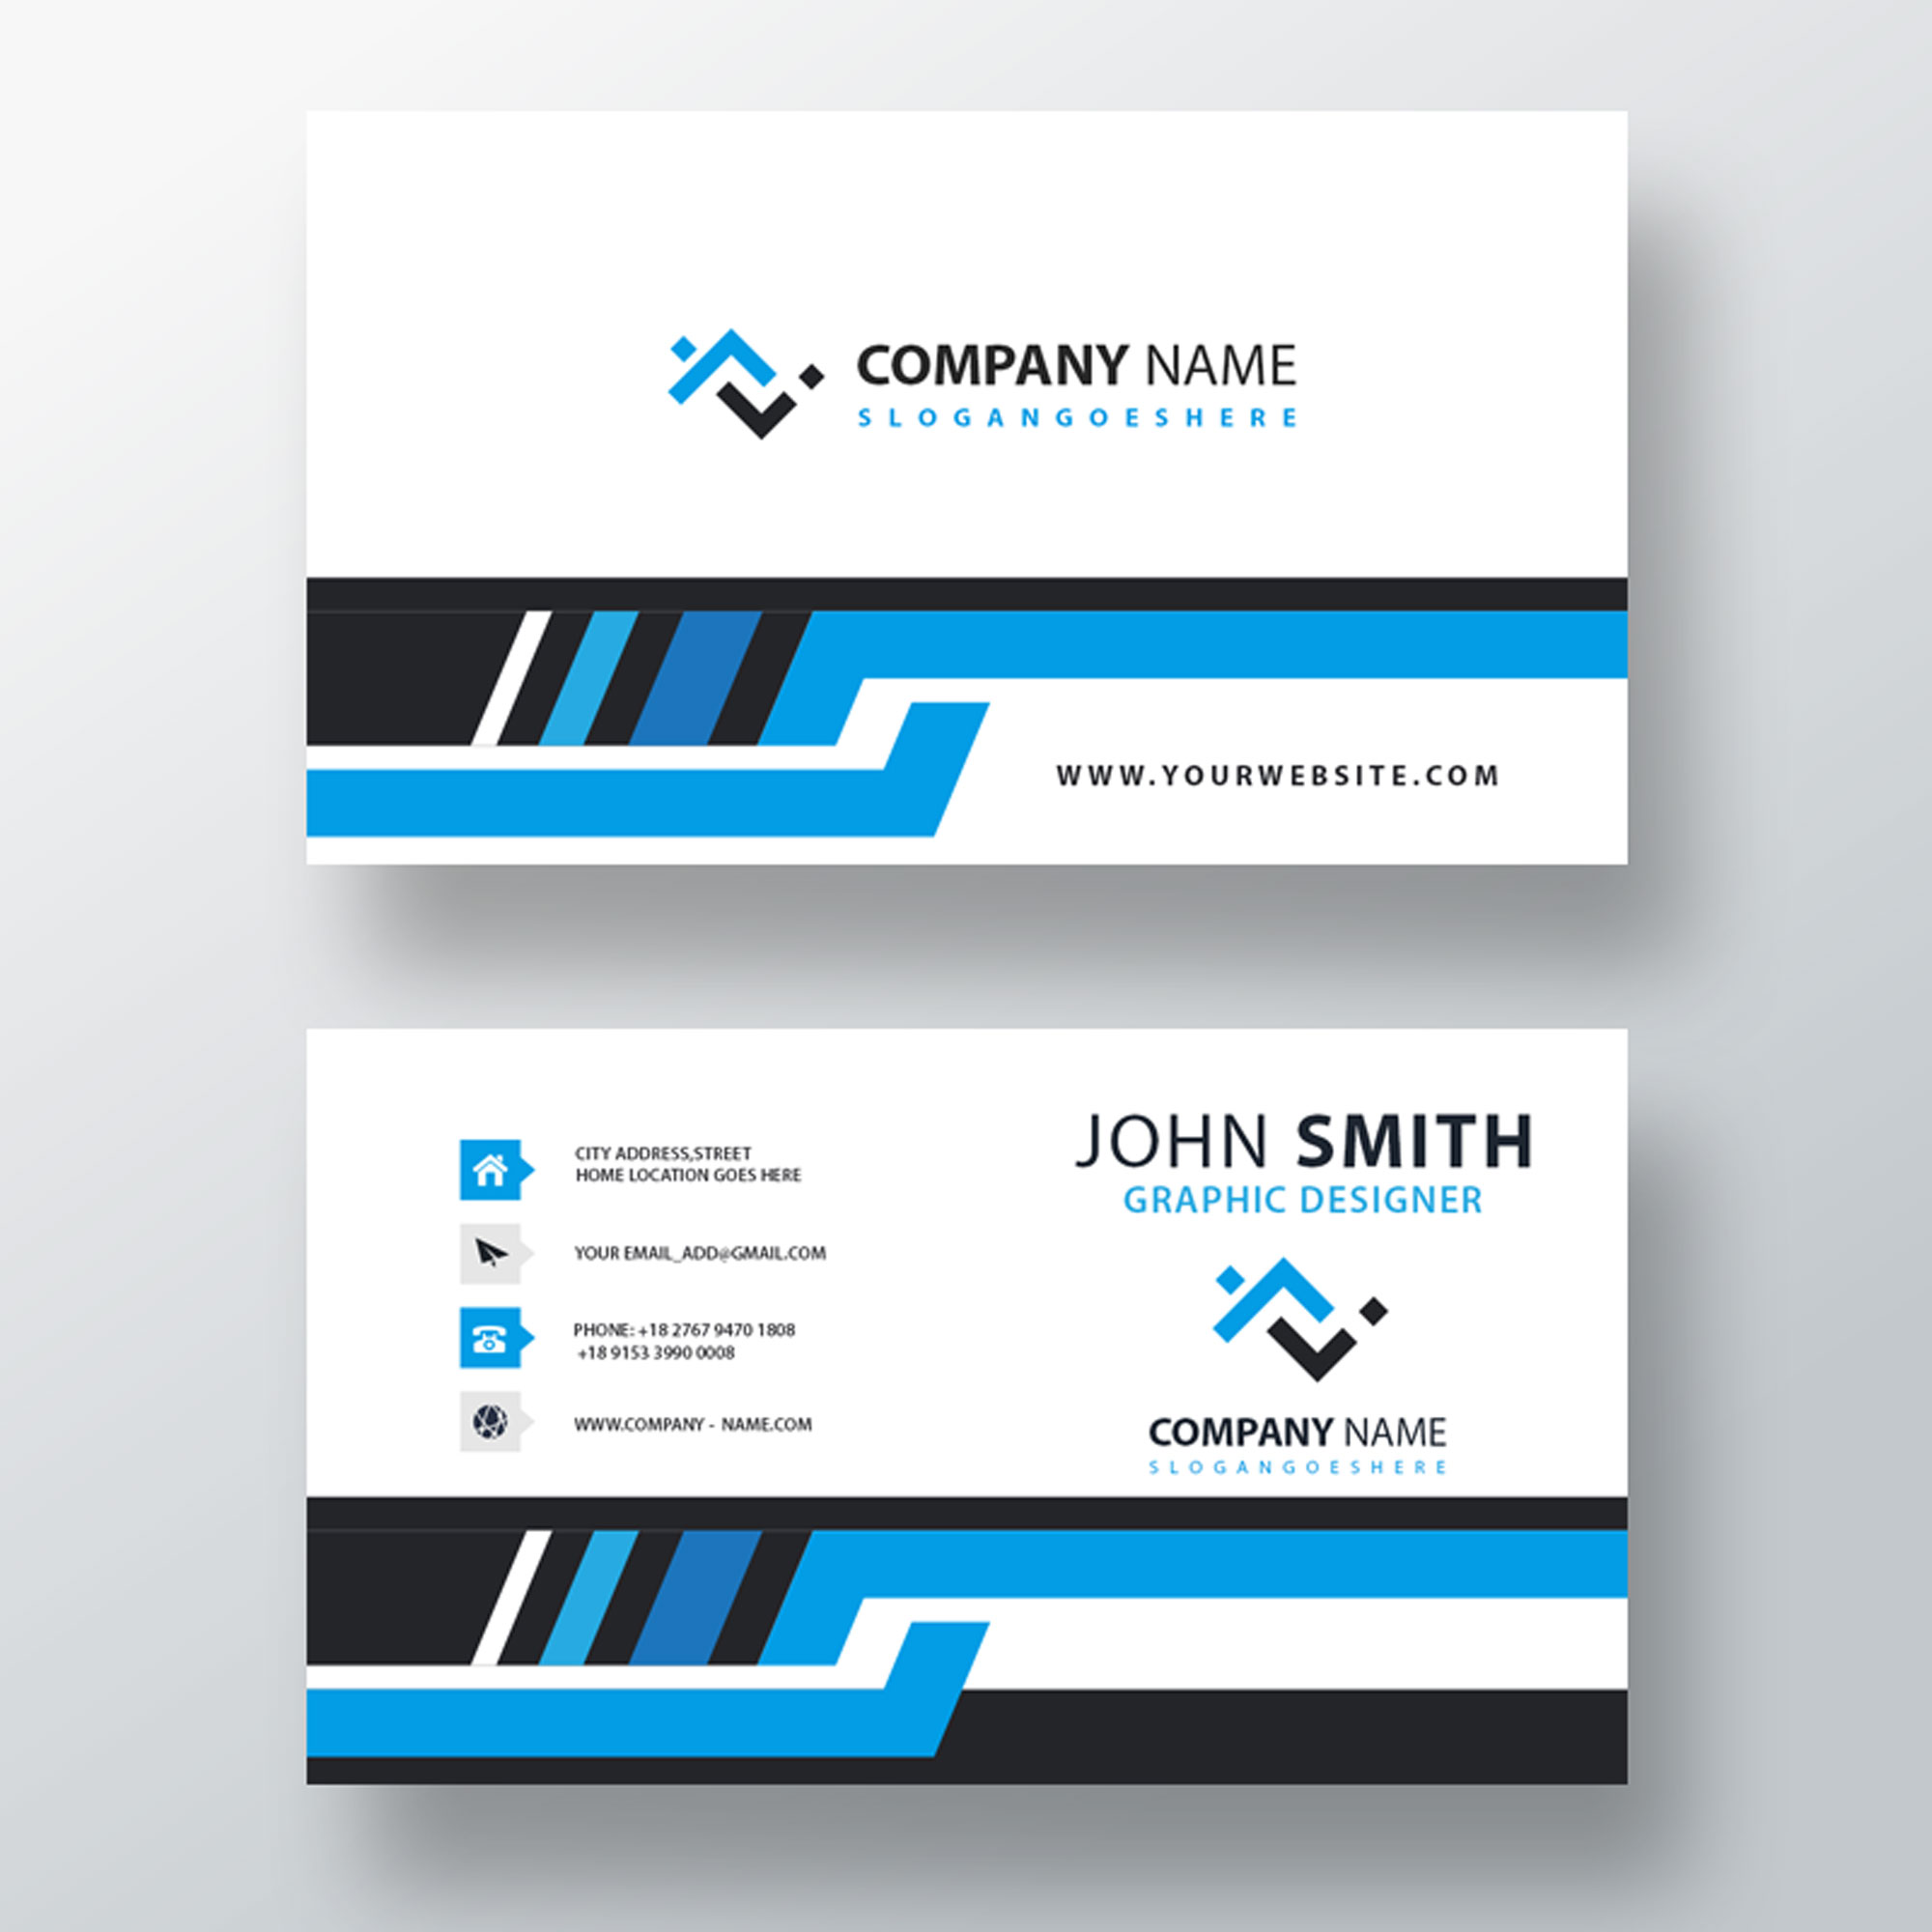 COMPANY NAME
SLOGANGOESHERE
WWW.YOURWEBSITE.COM
CITY ADDRESS,STREET
HOME LOCATION GOES HERE
YOUR EMAIL_ADD@GMAIL.COM
PHONE: +18 2767 9470 1808
+18 9153 3990 0008
WWW.COMPANY - NAME.COM
JOHN SMITH
GRAPHIC DESIGNER
COMPANY NAME
SLOGANGOESHERE